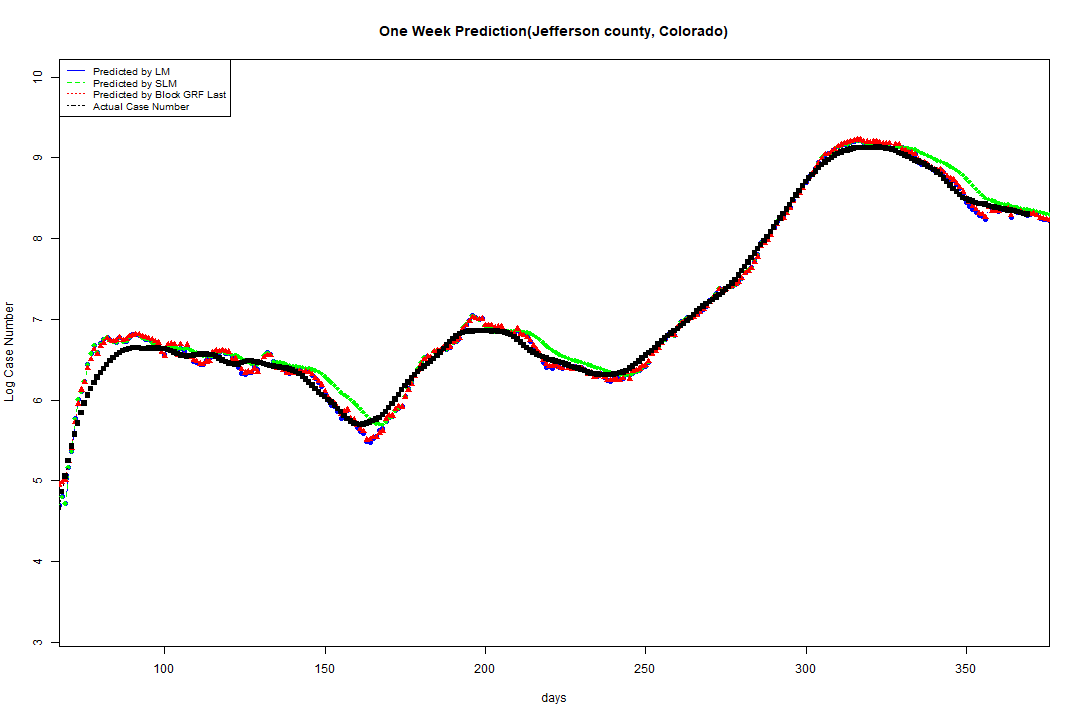 One Week Prediction(Jefferson county, Colorado)
Predicted by LM
Predicted by SLM
Predicted by Block GRF Last
Actual Case Number
10
9
8
7
6
5
4
3
Log Case Number
100 150 200 250 300 350
days